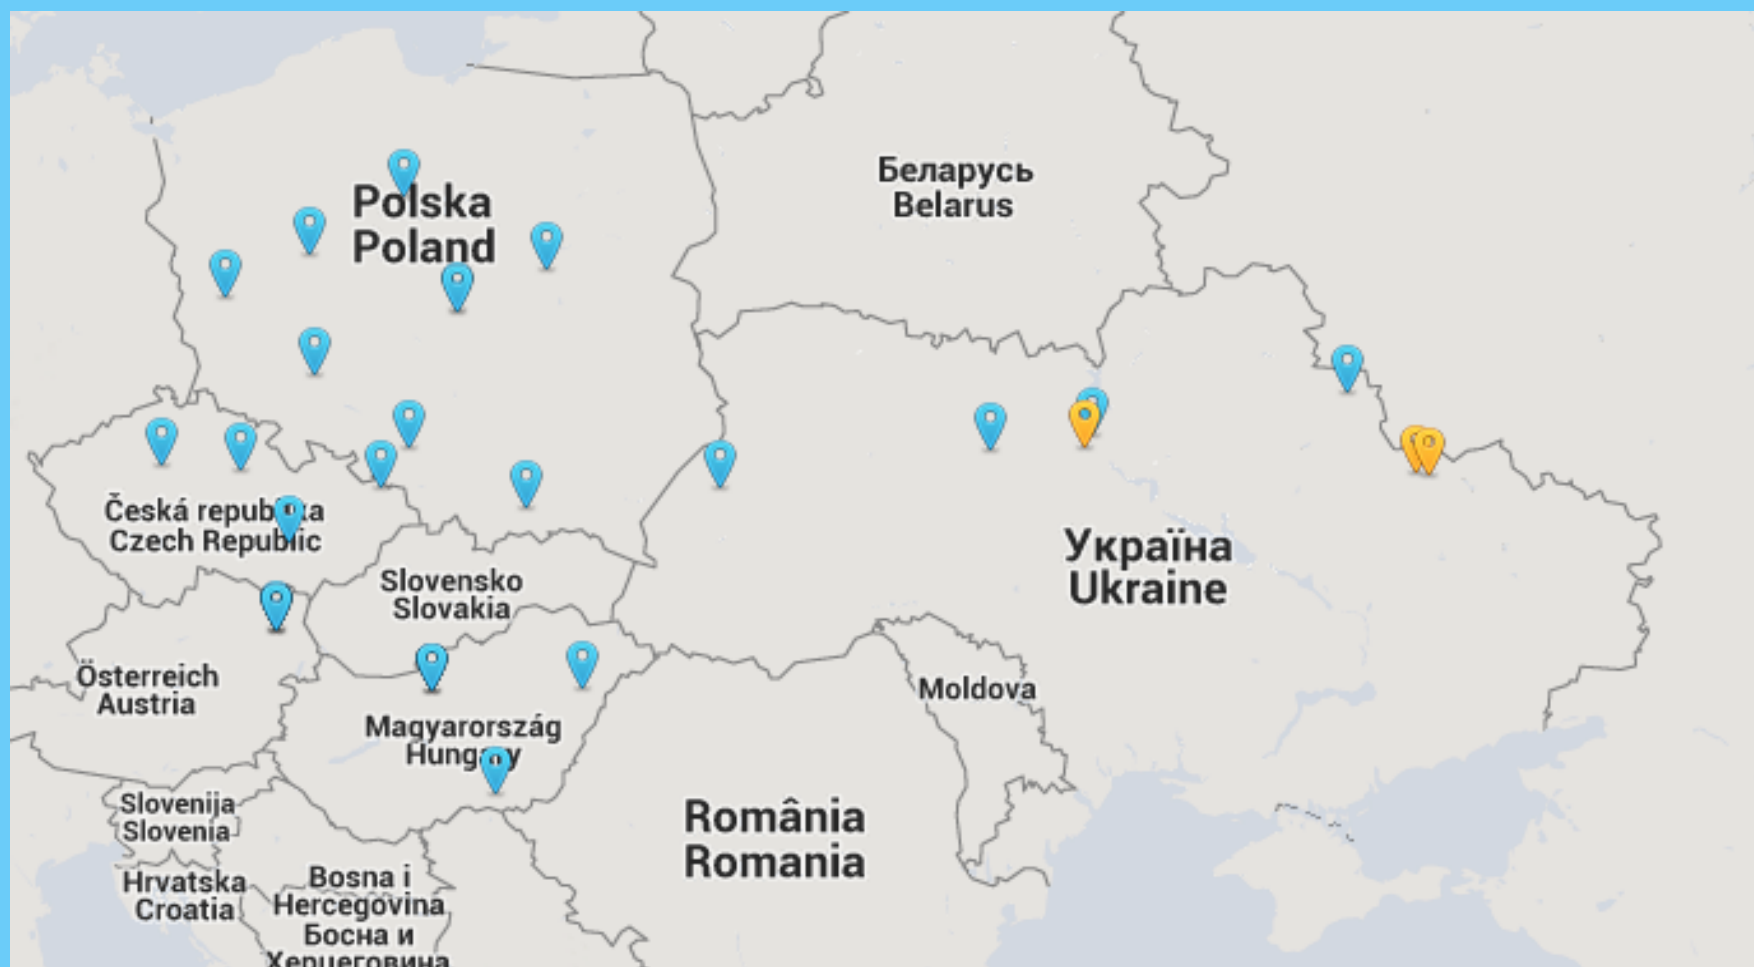 Polska
Poland
Беларусь
Belarus
Česká republika
Czech Republic
Slovensko
Slovakia
Україна
Ukraine
Österreich
Austria
Magyarország
Hungary
Moldova
Slovenija
Slovenia
România
Romania
Hrvatska
Croatia
Bosna i
Hercegovina
Босна и
Херцеговина